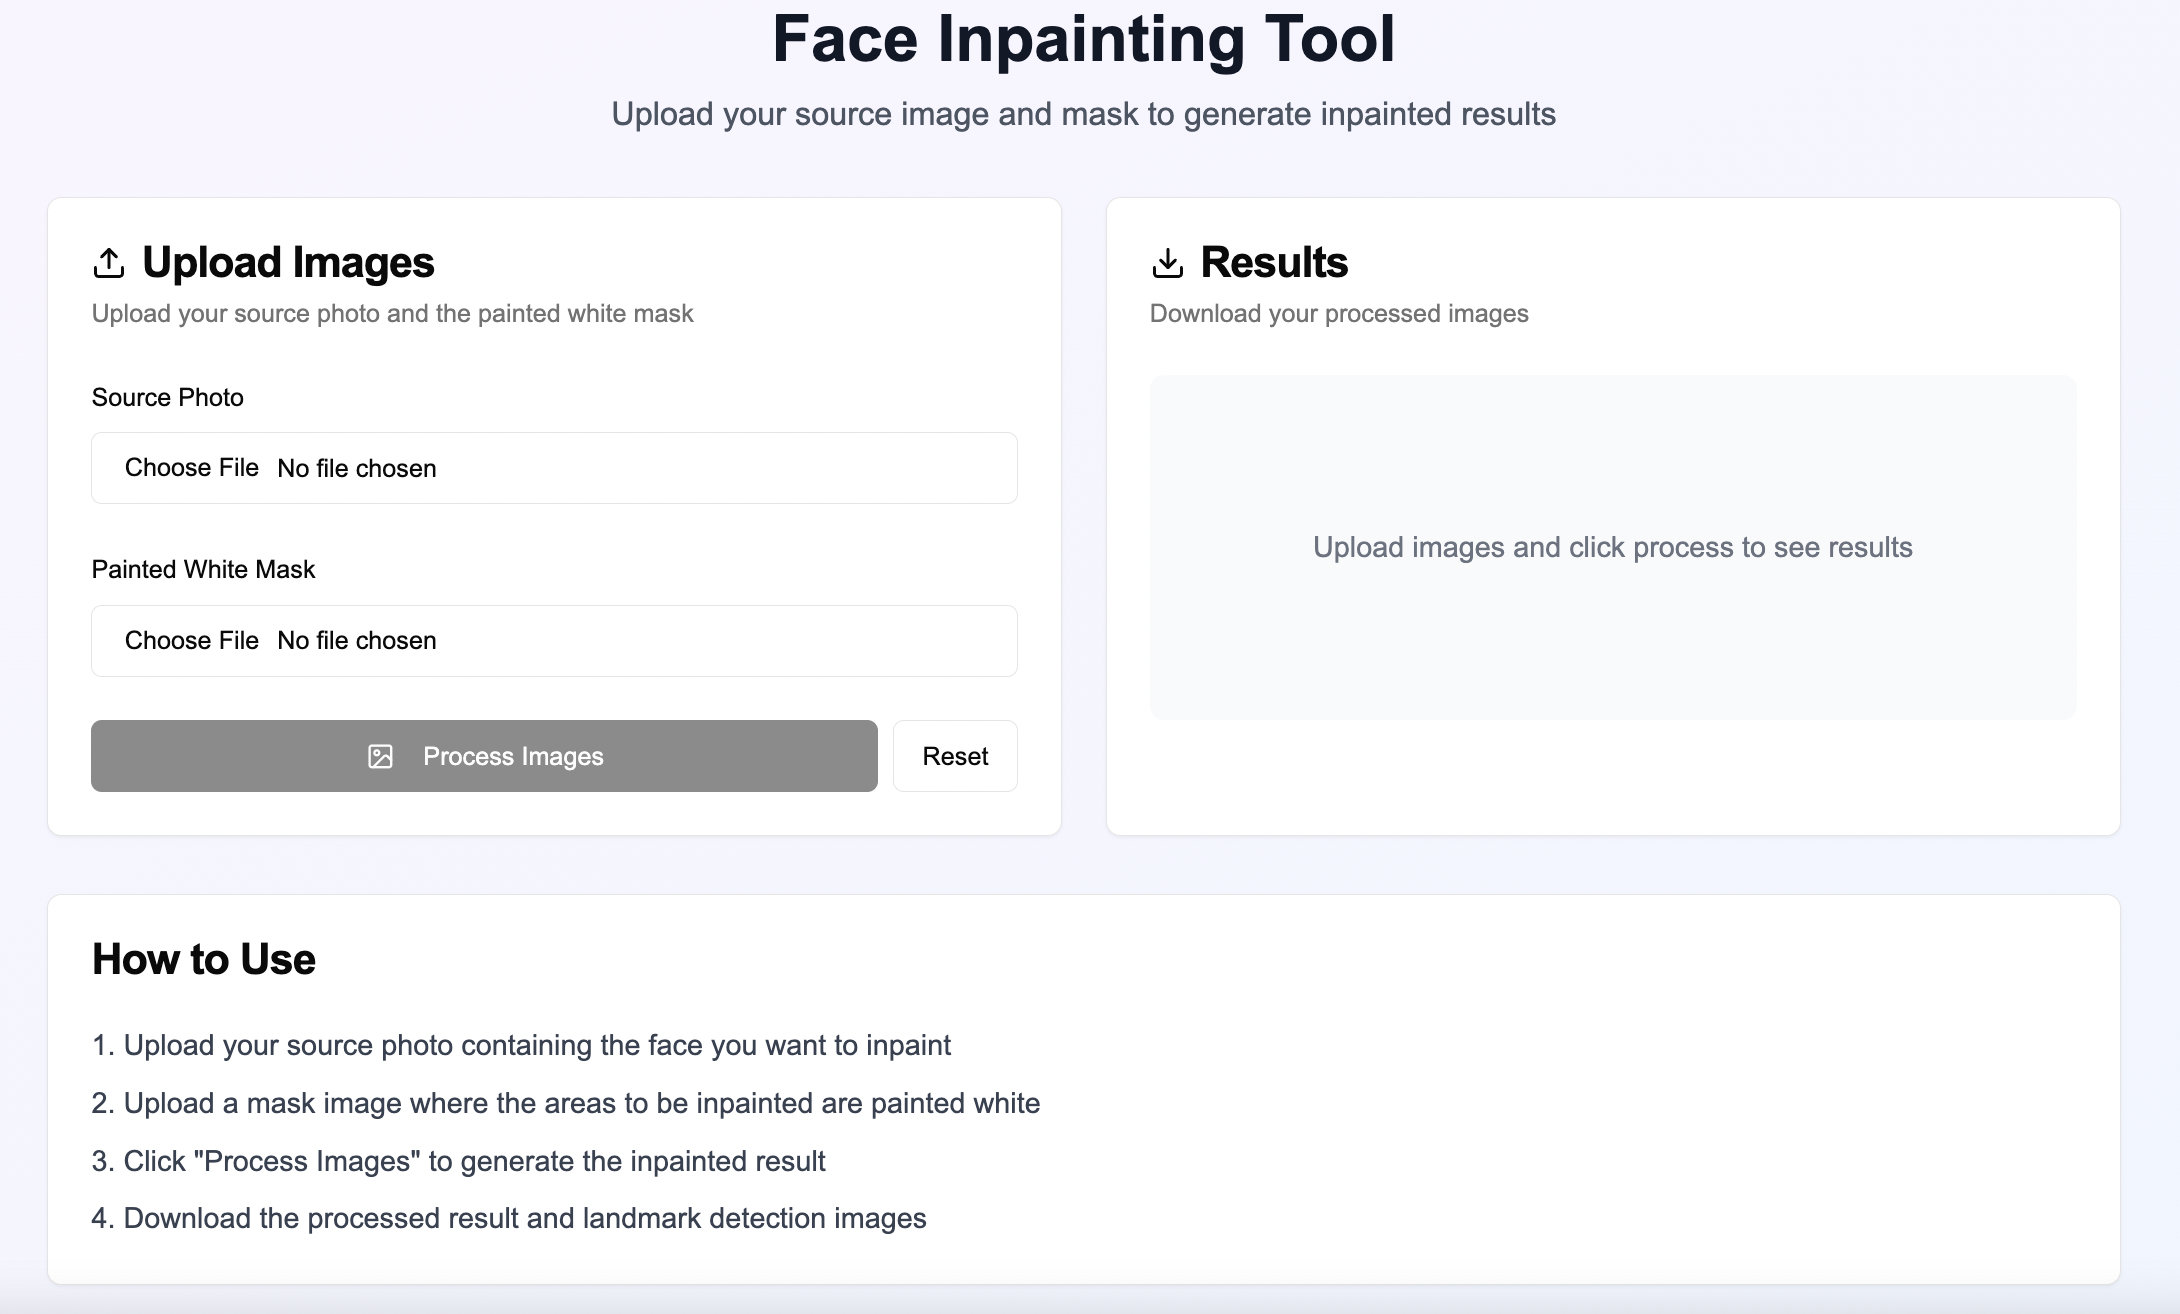 Face Inpainting Tool
Upload your source image and mask to generate inpainted results
Upload Images
Upload your source photo and the painted white mask
Source Photo
Choose File No file chosen
Painted White Mask
Choose File No file chosen
Process Images
Reset
Results
Download your processed images
Upload images and click process to see results
How to Use
1. Upload your source photo containing the face you want to inpaint
2. Upload a mask image where the areas to be inpainted are painted white
3. Click "Process Images" to generate the inpainted result
4. Download the processed result and landmark detection images